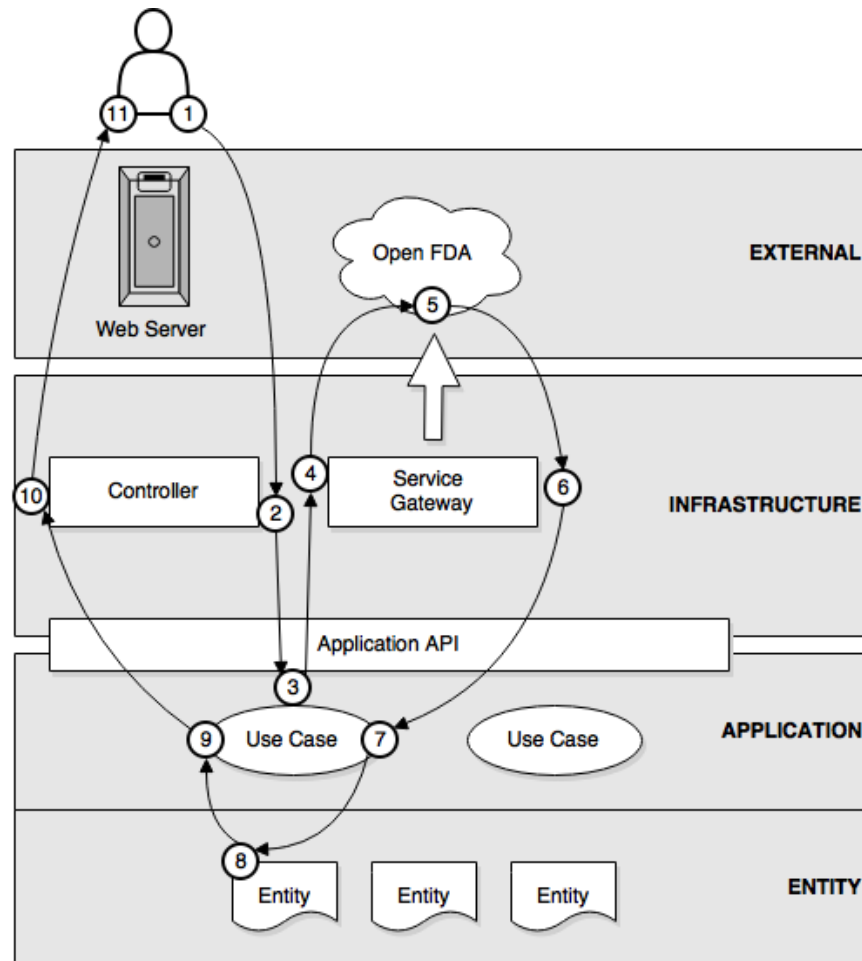 11
1
Open FDA
EXTERNAL
5
Web Server
4
Service
Gateway
6
Controller
10
2
INFRASTRUCTURE
Application API
3
9
Use Case
7
Use Case
APPLICATION
8
Entity
Entity
Entity
ENTITY